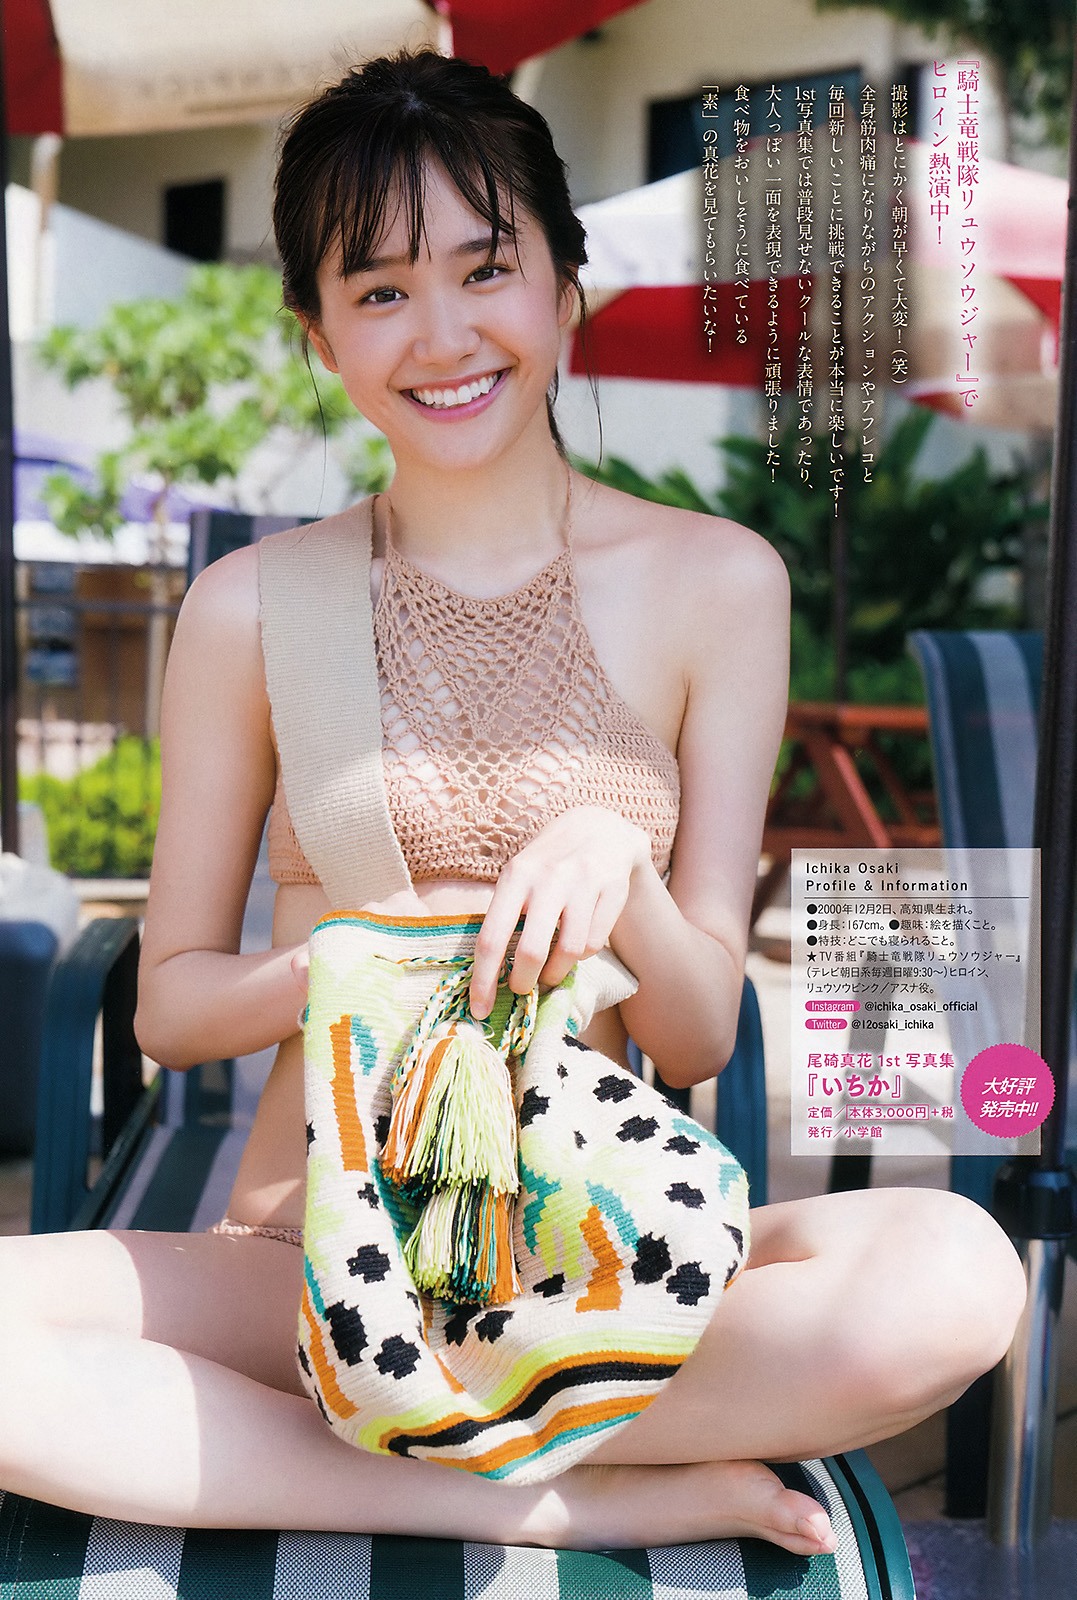 『騎士竜戦隊リュウソウジャー』で
ヒロイン熱演中！
撮影はとにかく朝が早くて大変！（笑）
全身筋肉痛になりながらのアクションやアフレコと
毎回新しいことに挑戦できることが本当に楽しいです！
1st写真集では普段見せないクールな表情であったり、
大人っぽい一面を表現できるように頑張りました！
食べ物をおいしそうに食べている
「素」の真花を見てもらいたいな！
Ichika Osaki
Profile & Information
●2000年12月2日、高知県生まれ。
●身長：167cm。●趣味：絵を描くこと。
●特技：どこでも寝られること。
★TV番組『騎士竜戦隊リュウソウジャー』
(テレビ朝日系毎週日曜9:30〜)ヒロイン、
リュウソウピンク／アスナ役。
Instagram @ichika_osaki_official
Twitter @12osaki_ichika
尾碕真花 1st 写真集
『いちか』
定価／本体3,000円＋税
発行／小学館
大好評
発売中!!